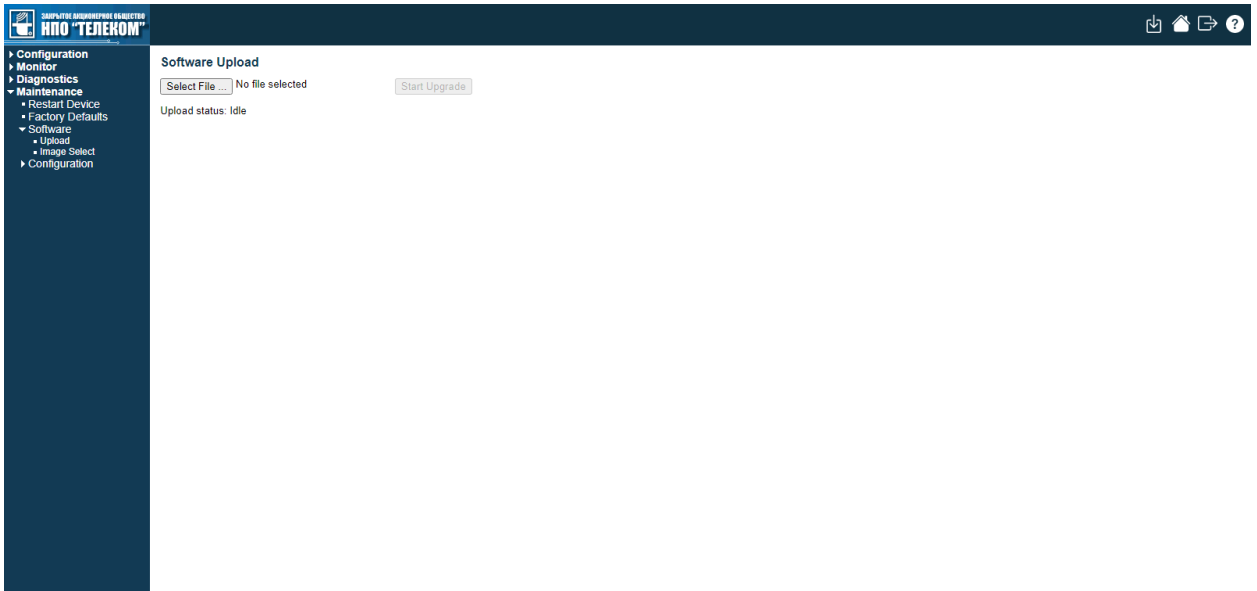 ЗАКРЫТОЕ АКЦИОНЕРНОЕ ОБЩЕСТВО
НПО "ТЕЛЕКОМ"
?
Configuration
Monitor
Diagnostics
Maintenance
Restart Device
Factory Defaults
Software
Upload
Image Select
Configuration
Software Upload
Select File ... No file selected Start Upgrade
Upload status: Idle